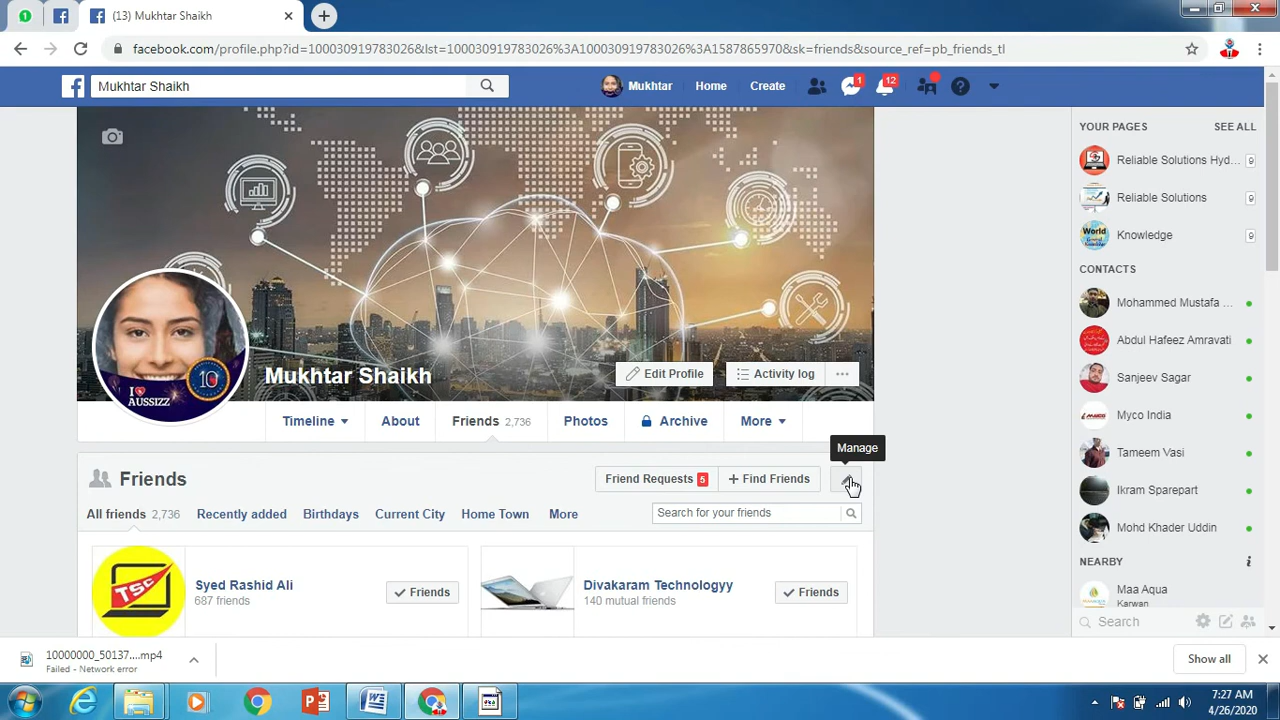 (13) Mukhtar Shaikh
facebook.com/profile.php?id=100030919783026&lst=100030919783026%3A100030919783026%3A1587865970&sk=friends&source_ref=pb_friends_tl
Mukhtar Shaikh
Mukhtar
Home
Create
1
12
I AUSSIZZ
10
Mukhtar Shaikh
Edit Profile
Activity log
Timeline
About
Friends 2,736
Photos
Archive
More
Manage
Friends
Friend Requests 5
+ Find Friends
All friends 2,736
Recently added
Birthdays
Current City
Home Town
More
Search for your friends
TSC
Syed Rashid Ali
687 friends
Friends
Divakaram Technologyy
140 mutual friends
Friends
YOUR PAGES
SEE ALL
Reliable Solutions Hyd... 9
Reliable Solutions 9
World
Knowledge 9
CONTACTS
Mohammed Mustafa ...
Abdul Hafeez Amravati
Sanjeev Sagar
Myco India
Tameem Vasi
Ikram Sparepart
Mohd Khader Uddin
NEARBY
Maa Aqua
Karwan
Search
10000000_50137....mp4
Failed - Network error
Show all
7:27 AM
4/26/2020